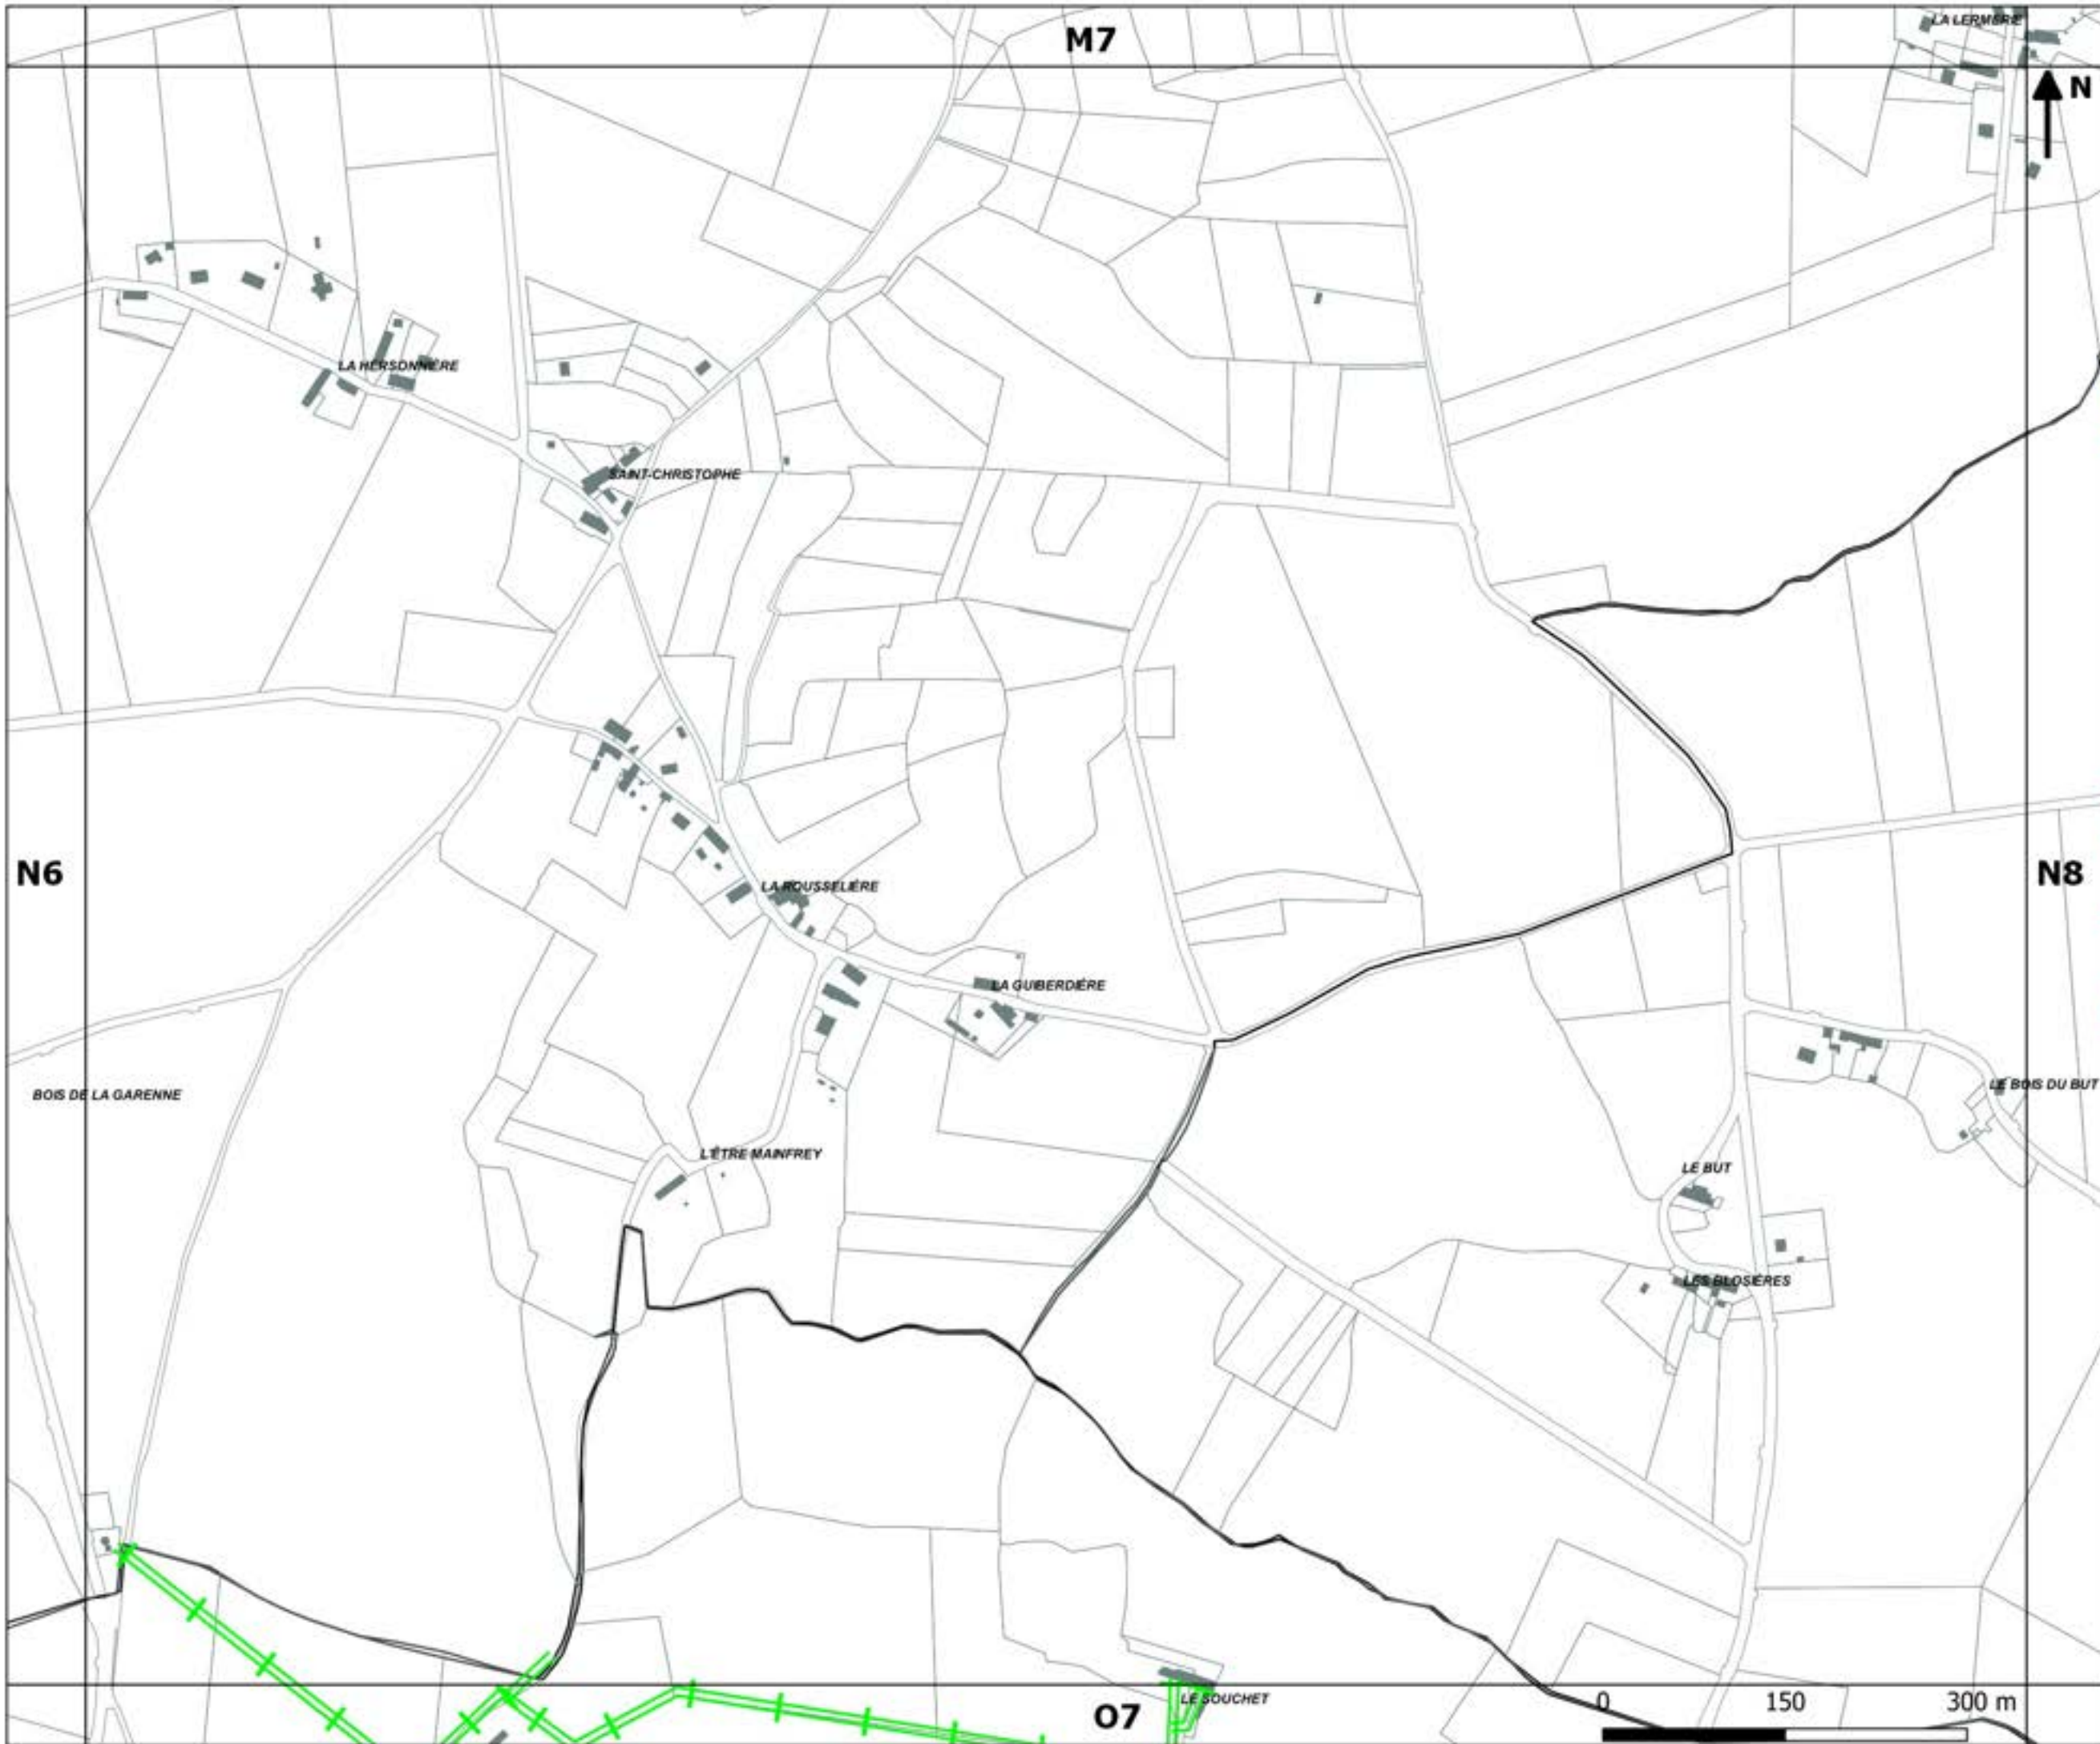 M7
LA LERMERIE
N
LA HERSONNIÈRE
SAINT-CHRISTOPHE
N6
LA ROUSSELIÈRE
N8
LA GUIBERDIÈRE
BOIS DE LA GARENNE
LE BOIS DU BUT
L'ÊTRE MAINFREY
LE BUT
LES BLOSIÈRES
LE SOUCHET
O7
0 150 300 m